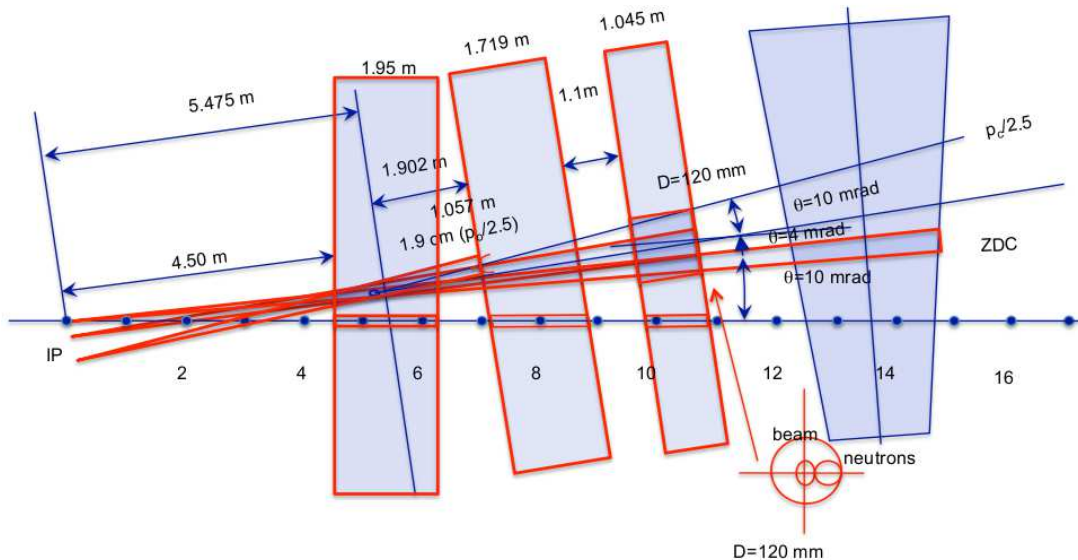 1.045 m
1.719 m
1.95 m
5.475 m
1.1m
p₀/2.5
1.902 m
D=120 mm
θ=10 mrad
1.057 m
1.9 cm (p₀/2.5)
θ=4 mrad
ZDC
4.50 m
θ=10 mrad
IP
2 4 6 8 10 12 14 16
beam
neutrons
D=120 mm